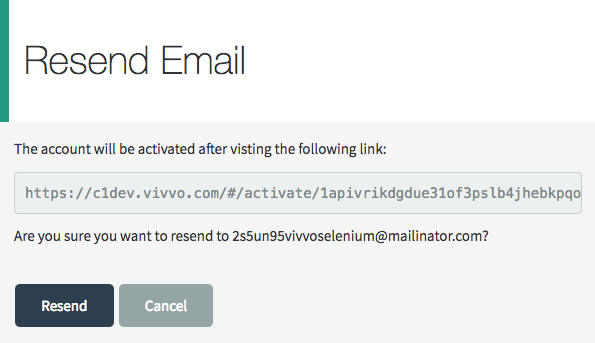 Resend Email
The account will be activated after visting the following link:
https://c1dev.vivvo.com/#/activate/1apivrikdgdue31of3pslb4jhebkpqo
Are you sure you want to resend to 2s5un95vivvoselenium@mailinator.com?
Resend Cancel